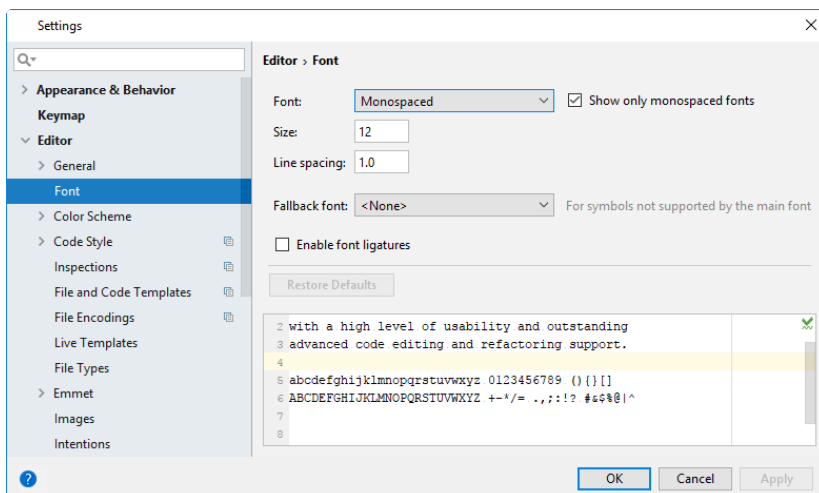 Settings
Editor › Font
Appearance & Behavior
Keymap
Editor
General
Font
Color Scheme
Code Style
Inspections
File and Code Templates
File Encodings
Live Templates
File Types
Emmet
Images
Intentions
Font: Monospaced Show only monospaced fonts
Size: 12
Line spacing: 1.0
Fallback font: <None> For symbols not supported by the main font
Enable font ligatures
Restore Defaults
2 with a high level of usability and outstanding
3 advanced code editing and refactoring support.
4
5 abcdefghijklmnopqrstuvwxyz 0123456789 (){}[]
6 ABCDEFGHIJKLMNOPQRSTUVWXYZ +-*/= .,;:!? #&$%@|^
7
8
? OK Cancel Apply